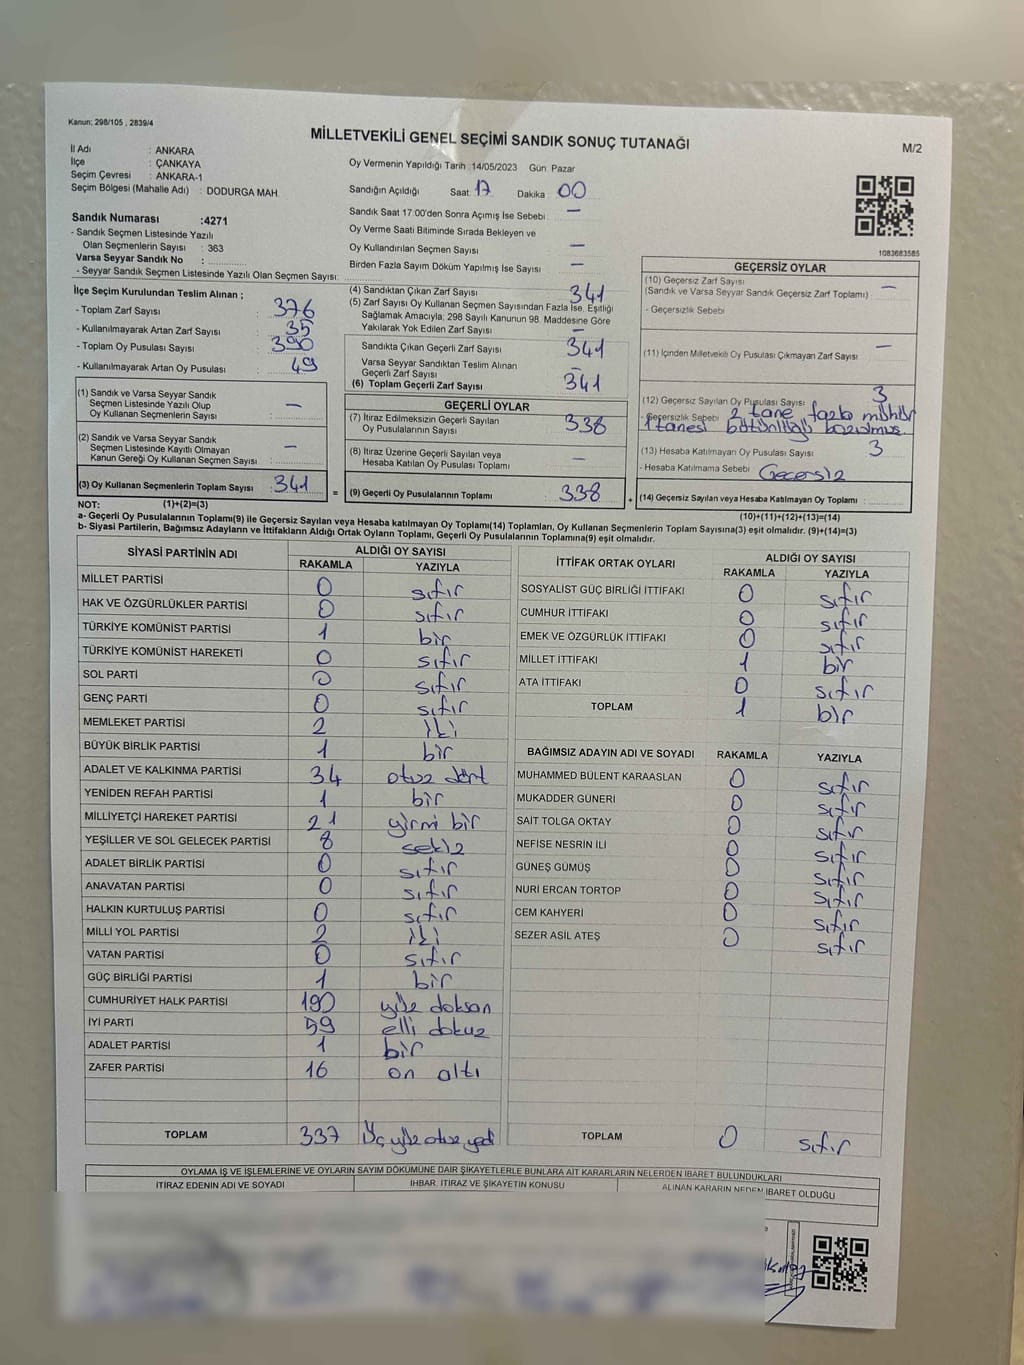 Kanun; 298/105 , 2839/4
MİLLETVEKİLİ GENEL SEÇİMİ SANDIK SONUÇ TUTANAĞI
M/2
İl Adı : ANKARA
İlçe : ÇANKAYA
Seçim Çevresi : ANKARA-1
Seçim Bölgesi (Mahalle Adı) : DODURGA MAH.
Sandık Numarası :4271
- Sandık Seçmen Listesinde Yazılı
Olan Seçmenlerin Sayısı : 363
Varsa Seyyar Sandık No :
- Seyyar Sandık Seçmen Listesinde Yazılı Olan Seçmen Sayısı:
Oy Vermenin Yapıldığı Tarih :14/05/2023 Gün: Pazar
Sandığın Açıldığı Saat: 17 Dakika: 00
Sandık Saat 17:00'den Sonra Açımış İse Sebebi: —
Oy Verme Saati Bitiminde Sırada Bekleyen ve
Oy Kullandırılan Seçmen Sayısı —
Birden Fazla Sayım Döküm Yapılmış İse Sayısı —
1083683585
İlçe Seçim Kurulundan Teslim Alınan ;
- Toplam Zarf Sayısı : 376
- Kullanılmayarak Artan Zarf Sayısı : 35
- Toplam Oy Pusulası Sayısı : 390
- Kullanılmayarak Artan Oy Pusulası : 49
(1) Sandık ve Varsa Seyyar Sandık
Seçmen Listesinde Yazılı Olup
Oy Kullanan Seçmenlerin Sayısı : —
(2) Sandık ve Varsa Seyyar Sandık
Seçmen Listesinde Kayıtlı Olmayan
Kanun Gereği Oy Kullanan Seçmen Sayısı : —
(3) Oy Kullanan Seçmenlerin Toplam Sayısı : 341
(4) Sandıktan Çıkan Zarf Sayısı 341
(5) Zarf Sayısı Oy Kullanan Seçmen Sayısından Fazla İse, Eşitliği
Sağlamak Amacıyla; 298 Sayılı Kanunun 98. Maddesine Göre
Yakılarak Yok Edilen Zarf Sayısı —
Sandıkta Çıkan Geçerli Zarf Sayısı 341
Varsa Seyyar Sandıktan Teslim Alınan
Geçerli Zarf Sayısı —
(6) Toplam Geçerli Zarf Sayısı 341
GEÇERLİ OYLAR
(7) İtiraz Edilmeksizin Geçerli Sayılan
Oy Pusulalarının Sayısı : 338
(8) İtiraz Üzerine Geçerli Sayılan veya
Hesaba Katılan Oy Pusulası Toplamı : —
= (9) Geçerli Oy Pusulalarının Toplamı : 338
GEÇERSİZ OYLAR
(10) Geçersiz Zarf Sayısı —
(Sandık ve Varsa Seyyar Sandık Geçersiz Zarf Toplamı)
- Geçersizlik Sebebi :
(11) İçinden Milletvekili Oy Pusulası Çıkmayan Zarf Sayısı : —
(12) Geçersiz Sayılan Oy Pusulası Sayısı : 3
- Geçersizlik Sebebi : 2 tane fazla mühür
1 tanesi bütünlüğü bozulmuş
(13) Hesaba Katılmayan Oy Pusulası Sayısı : 3
- Hesaba Katılmama Sebebi : Geçersiz
+ (14) Geçersiz Sayılan veya Hesaba Katılmayan Oy Toplamı :
NOT: (1)+(2)=(3)
(10)+(11)+(12)+(13)=(14)
a- Geçerli Oy Pusulalarının Toplamı(9) ile Geçersiz Sayılan veya Hesaba katılmayan Oy Toplamı(14) Toplamları, Oy Kullanan Seçmenlerin Toplam Sayısına(3) eşit olmalıdır. (9)+(14)=(3)
b- Siyasi Partilerin, Bağımsız Adayların ve İttifakların Aldığı Ortak Oyların Toplamı, Geçerli Oy Pusulalarının Toplamına(9) eşit olmalıdır.
SİYASİ PARTİNİN ADI ALDIĞI OY SAYISI
RAKAMLA YAZIYLA
MİLLET PARTİSİ 0 sıfır
HAK VE ÖZGÜRLÜKLER PARTİSİ 0 sıfır
TÜRKİYE KOMÜNİST PARTİSİ 1 bir
TÜRKİYE KOMÜNİST HAREKETİ 0 sıfır
SOL PARTİ 0 sıfır
GENÇ PARTİ 0 sıfır
MEMLEKET PARTİSİ 2 iki
BÜYÜK BİRLİK PARTİSİ 1 bir
ADALET VE KALKINMA PARTİSİ 34 otuz dört
YENİDEN REFAH PARTİSİ 1 bir
MİLLİYETÇİ HAREKET PARTİSİ 21 yirmi bir
YEŞİLLER VE SOL GELECEK PARTİSİ 8 sekiz
ADALET BİRLİK PARTİSİ 0 sıfır
ANAVATAN PARTİSİ 0 sıfır
HALKIN KURTULUŞ PARTİSİ 0 sıfır
MİLLİ YOL PARTİSİ 2 iki
VATAN PARTİSİ 0 sıfır
GÜÇ BİRLİĞİ PARTİSİ 1 bir
CUMHURİYET HALK PARTİSİ 190 yüz doksan
İYİ PARTİ 59 elli dokuz
ADALET PARTİSİ 1 bir
ZAFER PARTİSİ 16 on altı
TOPLAM 337 Üç yüz otuz yedi
İTTİFAK ORTAK OYLARI ALDIĞI OY SAYISI
RAKAMLA YAZIYLA
SOSYALİST GÜÇ BİRLİĞİ İTTİFAKI 0 sıfır
CUMHUR İTTİFAKI 0 sıfır
EMEK VE ÖZGÜRLÜK İTTİFAKI 0 sıfır
MİLLET İTTİFAKI 1 bir
ATA İTTİFAKI 0 sıfır
TOPLAM 1 bir
BAĞIMSIZ ADAYIN ADI VE SOYADI RAKAMLA YAZIYLA
MUHAMMED BÜLENT KARAASLAN 0 sıfır
MUKADDER GÜNERİ 0 sıfır
SAİT TOLGA OKTAY 0 sıfır
NEFİSE NESRİN İLİ 0 sıfır
GÜNEŞ GÜMÜŞ 0 sıfır
NURİ ERCAN TORTOP 0 sıfır
CEM KAHYERİ 0 sıfır
SEZER ASIL ATEŞ 0 sıfır
TOPLAM 0 sıfır
OYLAMA İŞ VE İŞLEMLERİNE VE OYLARIN SAYIM DÖKÜMÜNE DAİR ŞİKAYETLERLE BUNLARA AİT KARARLARIN NELERDEN İBARET BULUNDUKLARI
İTİRAZ EDENİN ADI VE SOYADI İHBAR, İTİRAZ VE ŞİKAYETİN KONUSU ALINAN KARARIN NEDEN İBARET OLDUĞU